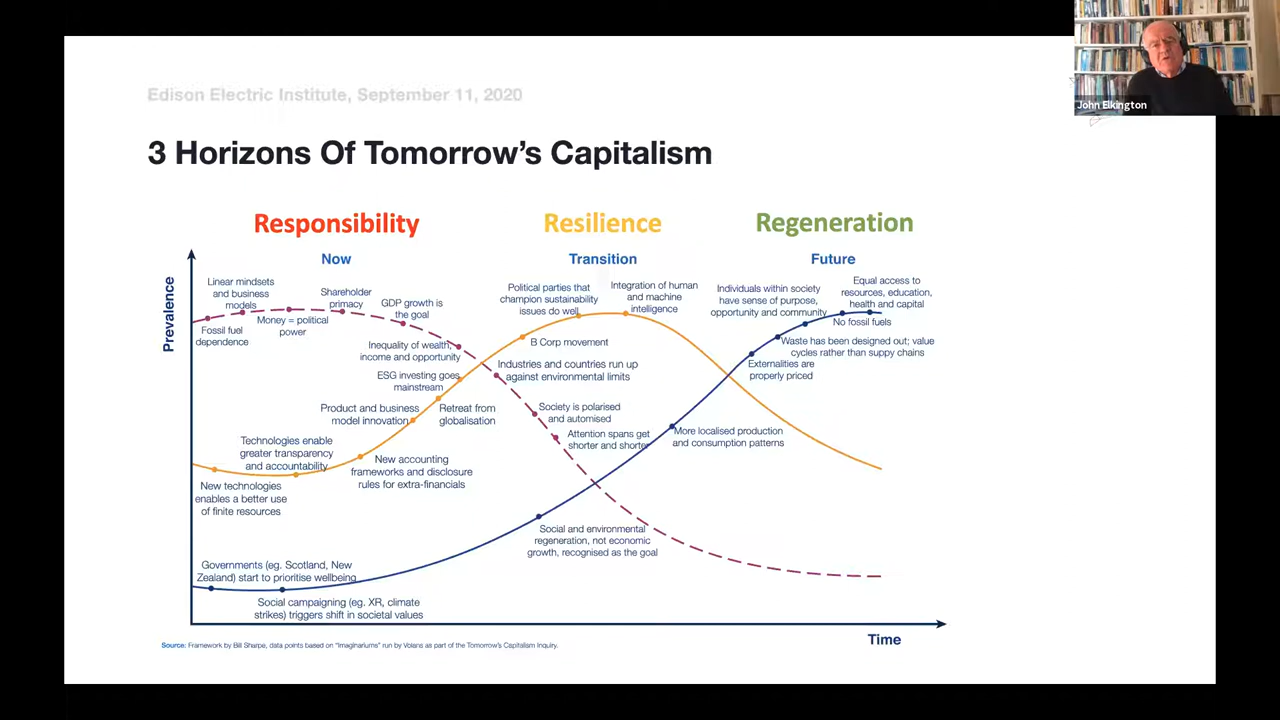 Edison Electric Institute, September 11, 2020
John Elkington
3 Horizons Of Tomorrow's Capitalism
Responsibility
Resilience
Regeneration
Now
Transition
Future
Prevalence
Linear mindsets
and business
models
Fossil fuel
dependence
Money = political
power
Shareholder
primacy
GDP growth is
the goal
Inequality of wealth,
income and opportunity
ESG investing goes
mainstream
Product and business
model innovation
Retreat from
globalisation
Technologies enable
greater transparency
and accountability
New accounting
frameworks and disclosure
rules for extra-financials
New technologies
enables a better use
of finite resources
Governments (eg. Scotland, New
Zealand) start to prioritise wellbeing
Social campaigning (eg. XR, climate
strikes) triggers shift in societal values
Political parties that
champion sustainability
issues do well
Integration of human
and machine
intelligence
B Corp movement
Industries and countries run up
against environmental limits
Society is polarised
and automised
Attention spans get
shorter and shorter
Social and environmental
regeneration, not economic
growth, recognised as the goal
Individuals within society
have sense of purpose,
opportunity and community
Equal access to
resources, education,
health and capital
No fossil fuels
Waste has been designed out; value
cycles rather than suppy chains
Externalities are
properly priced
More localised production
and consumption patterns
Time
Source: Framework by Bill Sharpe, data points based on "Imaginariums" run by Volans as part of the Tomorrow's Capitalism Inquiry.